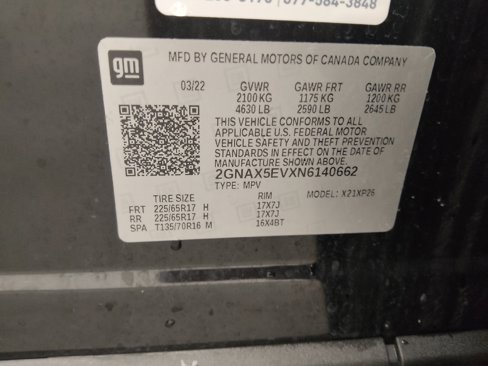 877-584-3848
gm
MFD BY GENERAL MOTORS OF CANADA COMPANY
03/22 GVWR GAWR FRT GAWR RR
2100 KG 1175 KG 1200 KG
4630 LB 2590 LB 2645 LB
THIS VEHICLE CONFORMS TO ALL
APPLICABLE U.S. FEDERAL MOTOR
VEHICLE SAFETY AND THEFT PREVENTION
STANDARDS IN EFFECT ON THE DATE OF
MANUFACTURE SHOWN ABOVE.
2GNAX5EVXN6140662
TYPE: MPV MODEL: X21XP26
TIRE SIZE RIM
FRT 225/65R17 H 17X7J
RR 225/65R17 H 17X7J
SPA T135/70R16 M 16X4BT